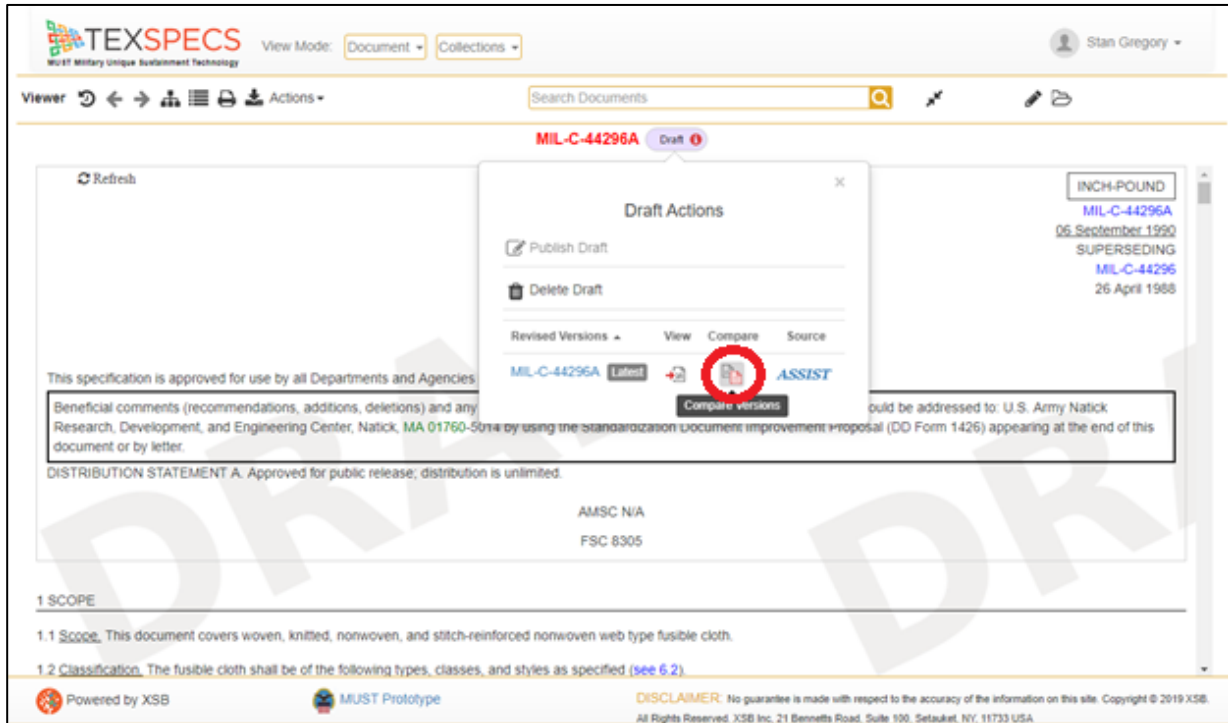 TEXSPECS
MUST Military Unique Sustainment Technology
View Mode: Document Collections
Stan Gregory
Viewer Actions
Search Documents
MIL-C-44296A Draft
Refresh
INCH-POUND
MIL-C-44296A
06 September 1990
SUPERSEDING
MIL-C-44296
26 April 1988
Draft Actions
Publish Draft
Delete Draft
Revised Versions View Compare Source
MIL-C-44296A Latest ASSIST
Compare Versions
This specification is approved for use by all Departments and Agencies
Beneficial comments (recommendations, additions, deletions) and any ould be addressed to: U.S. Army Natick
Research, Development, and Engineering Center, Natick, MA 01760-5014 by using the Standardization Document Improvement Proposal (DD Form 1426) appearing at the end of this
document or by letter.
DISTRIBUTION STATEMENT A. Approved for public release; distribution is unlimited.
AMSC N/A
FSC 8305
DRA
DRA
1 SCOPE
1.1 Scope. This document covers woven, knitted, nonwoven, and stitch-reinforced nonwoven web type fusible cloth.
1.2 Classification. The fusible cloth shall be of the following types, classes, and styles as specified (see 6.2).
Powered by XSB
MUST Prototype
DISCLAIMER: No guarantee is made with respect to the accuracy of the information on this site. Copyright © 2019 XSB.
All Rights Reserved. XSB Inc, 21 Bennetts Road, Suite 100, Setauket, NY, 11733 USA